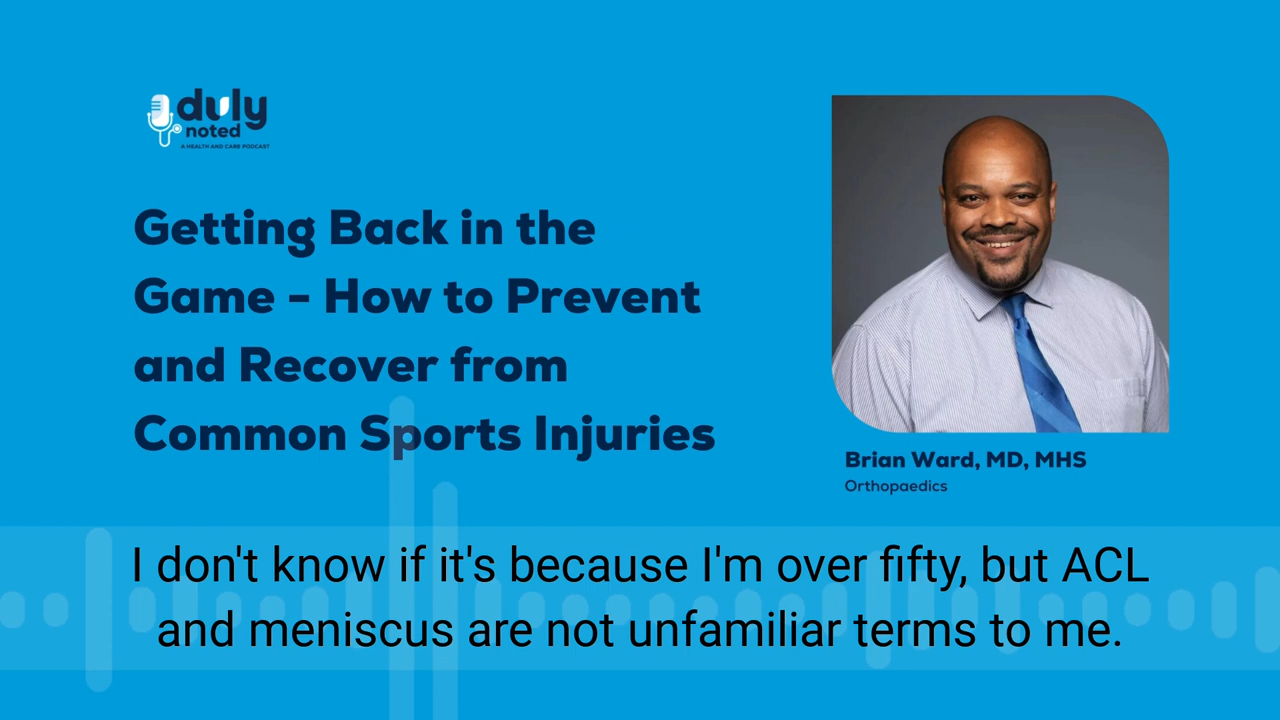 duly
noted
A HEALTH AND CARE PODCAST
Getting Back in the
Game - How to Prevent
and Recover from
Common Sports Injuries
Brian Ward, MD, MHS
Orthopaedics
I don't know if it's because I'm over fifty, but ACL
and meniscus are not unfamiliar terms to me.